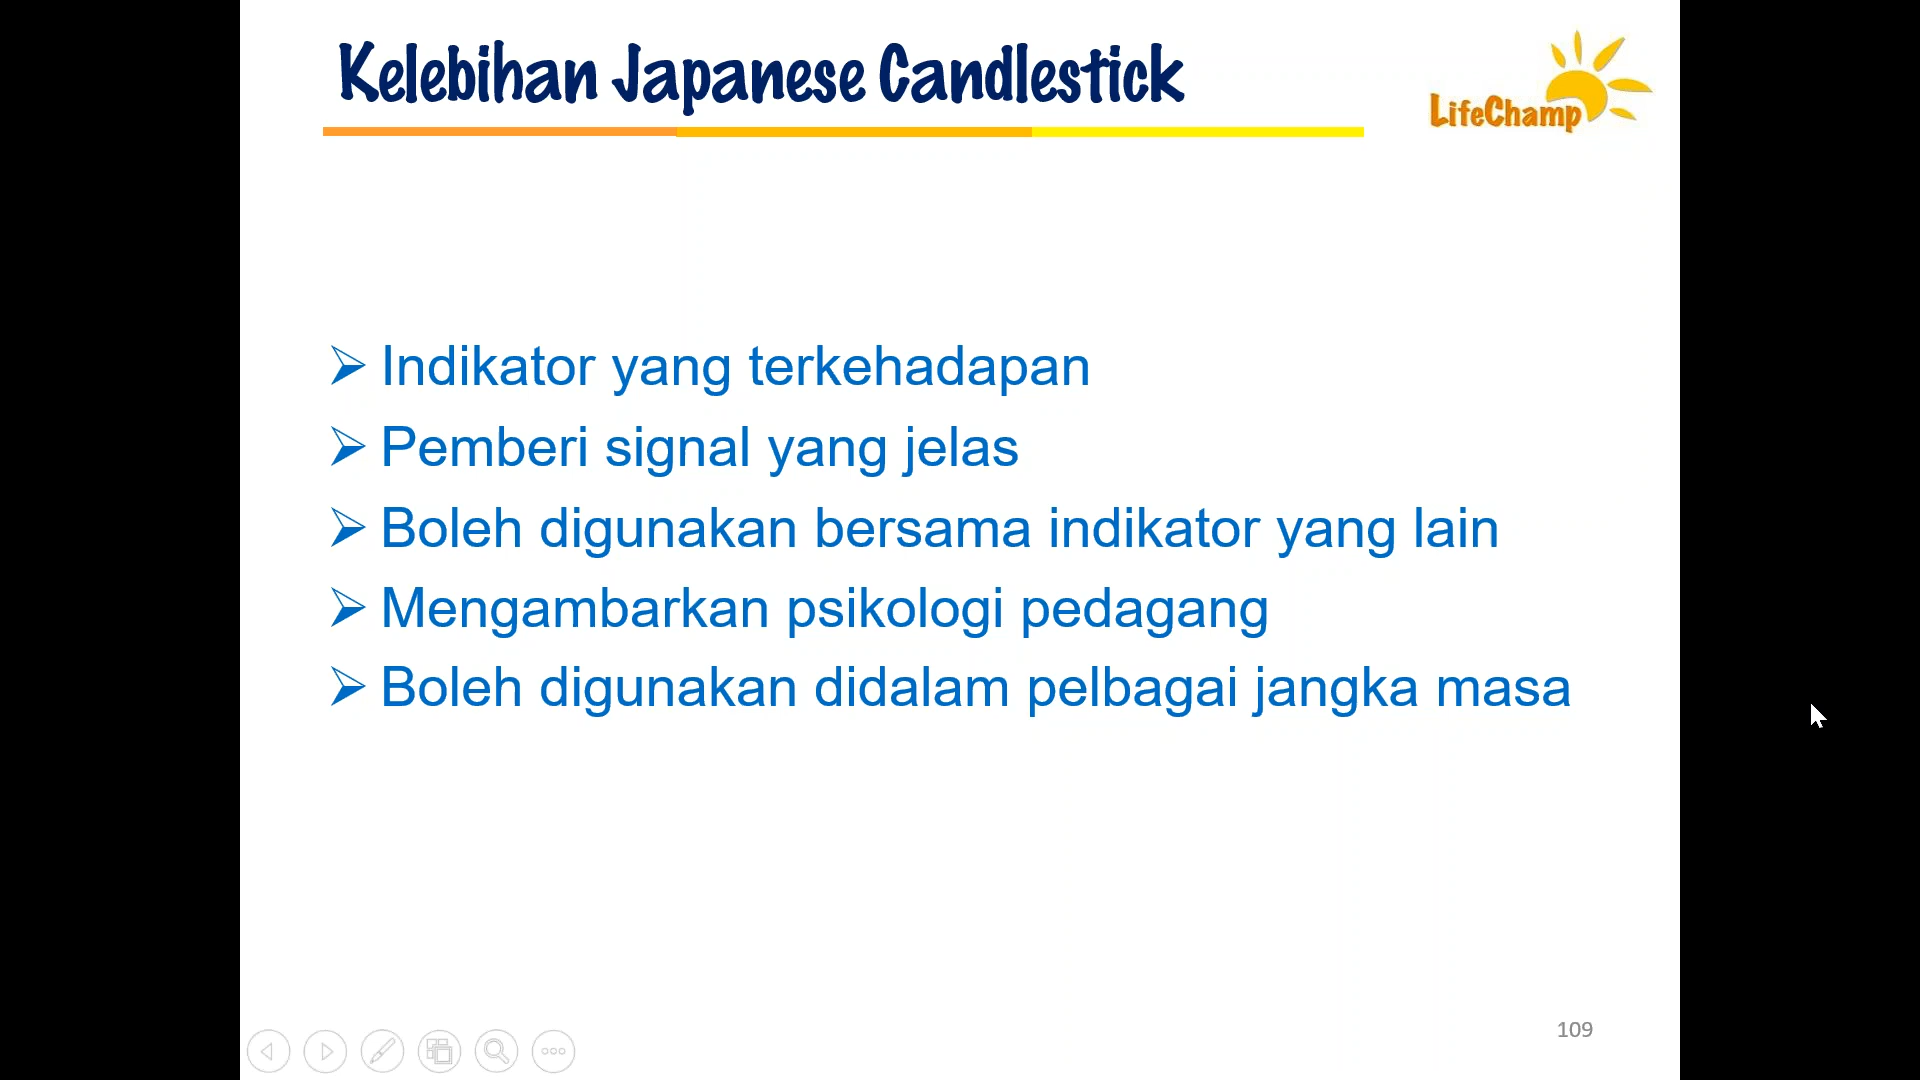 Kelebihan Japanese Candlestick
LifeChamp
Indikator yang terkehadapan
Pemberi signal yang jelas
Boleh digunakan bersama indikator yang lain
Mengambarkan psikologi pedagang
Boleh digunakan didalam pelbagai jangka masa
109